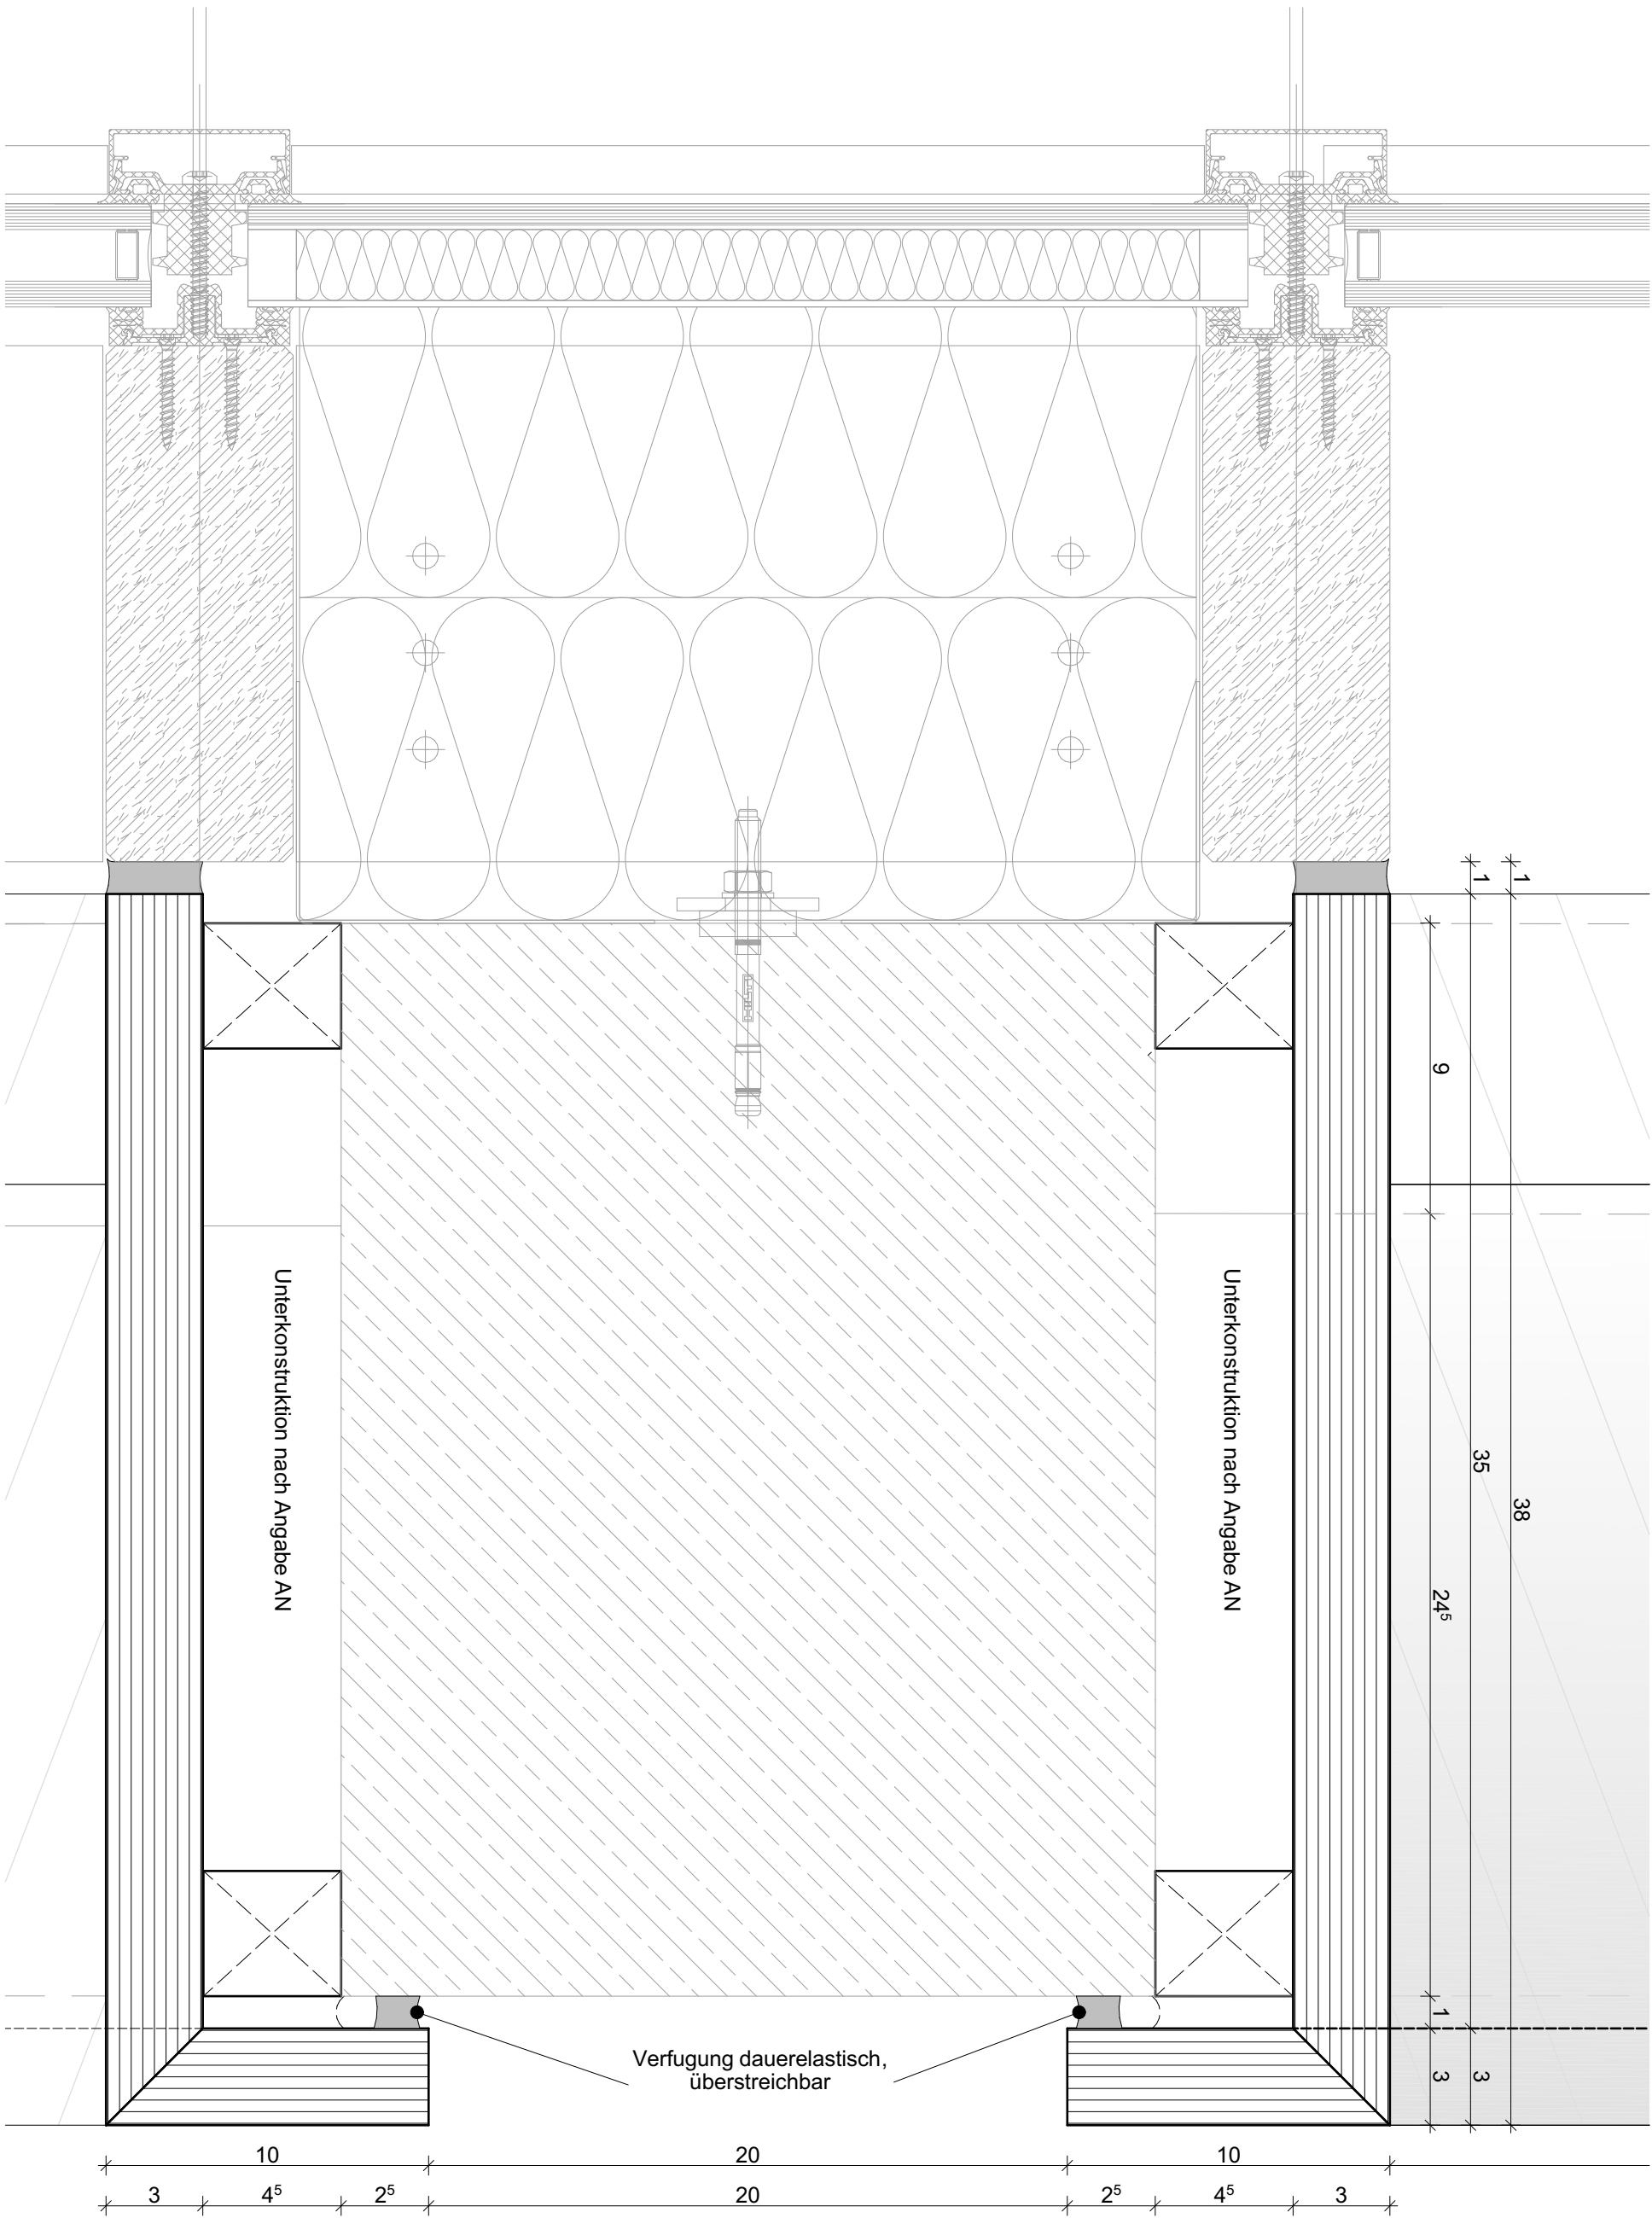 1
1
9
35
38
24⁵
1
3
3
Unterkonstruktion nach Angabe AN
Unterkonstruktion nach Angabe AN
Verfugung dauerelastisch,
überstreichbar
10 20 10
3 4⁵ 2⁵ 20 2⁵ 4⁵ 3